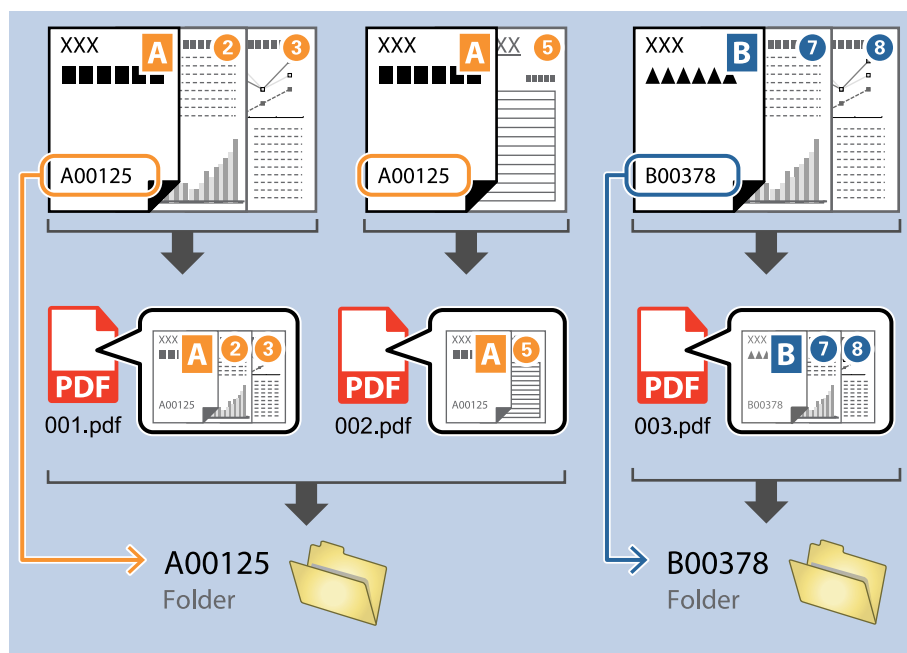 XXX A 2 3
A00125
XXX A XX 5
A00125
XXX B 7 8
B00378
PDF
001.pdf
XXX A 2 3
A00125
PDF
002.pdf
XXX A 5
A00125
PDF
003.pdf
XXX B 7 8
B00378
A00125
Folder
B00378
Folder